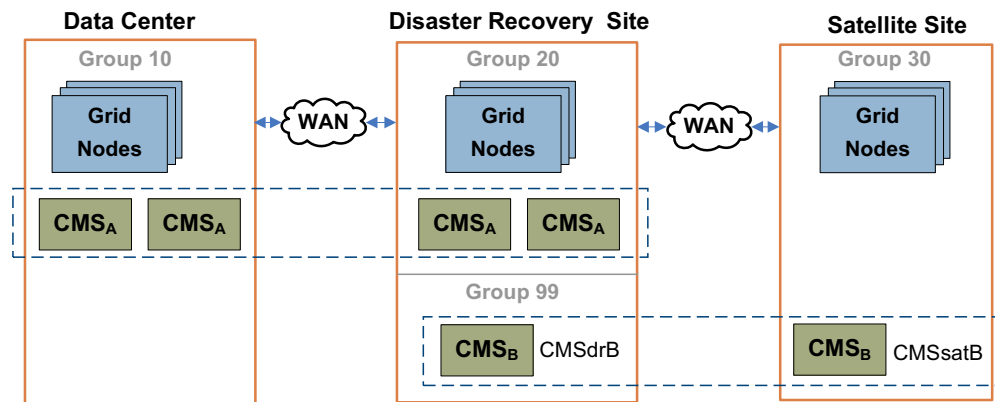 Data Center
Disaster Recovery Site
Satellite Site
Group 10
Group 20
Group 30
Grid
Nodes
WAN
Grid
Nodes
WAN
Grid
Nodes
CMSA
CMSA
CMSA
CMSA
Group 99
CMSB
CMSdrB
CMSB
CMSsatB